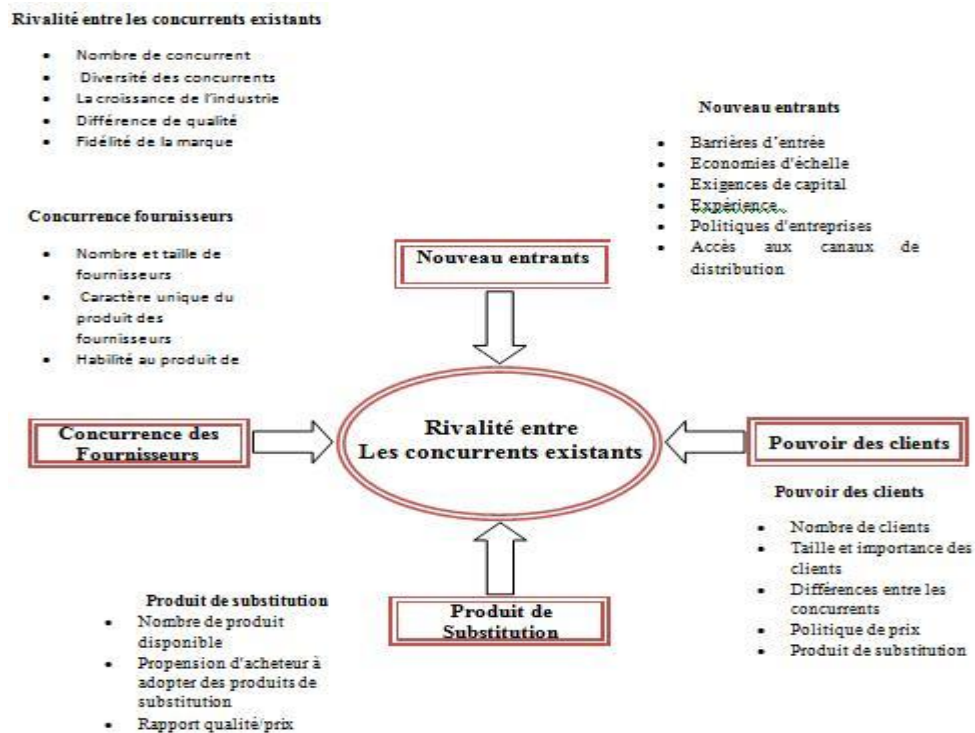 Rivalité entre les concurrents existants
• Nombre de concurrent
• Diversité des concurrents
• La croissance de l'industrie
• Différence de qualité
• Fidélité de la marque
Nouveau entrants
• Barrières d'entrée
• Economies d'échelle
• Exigences de capital
• Expérience
• Politiques d'entreprises
• Accès aux canaux de
distribution
Concurrence fournisseurs
• Nombre et taille de
fournisseurs
• Caractère unique du
produit des
fournisseurs
• Habilité au produit de
Nouveau entrants
Concurrence des
Fournisseurs
Rivalité entre
Les concurrents existants
Pouvoir des clients
Pouvoir des clients
• Nombre de clients
• Taille et importance des
clients
• Différences entre les
concurrents
• Politique de prix
• Produit de substitution
Produit de
Substitution
Produit de substitution
• Nombre de produit
disponible
• Propension d'acheteur à
adopter des produits de
substitution
• Rapport qualité/prix